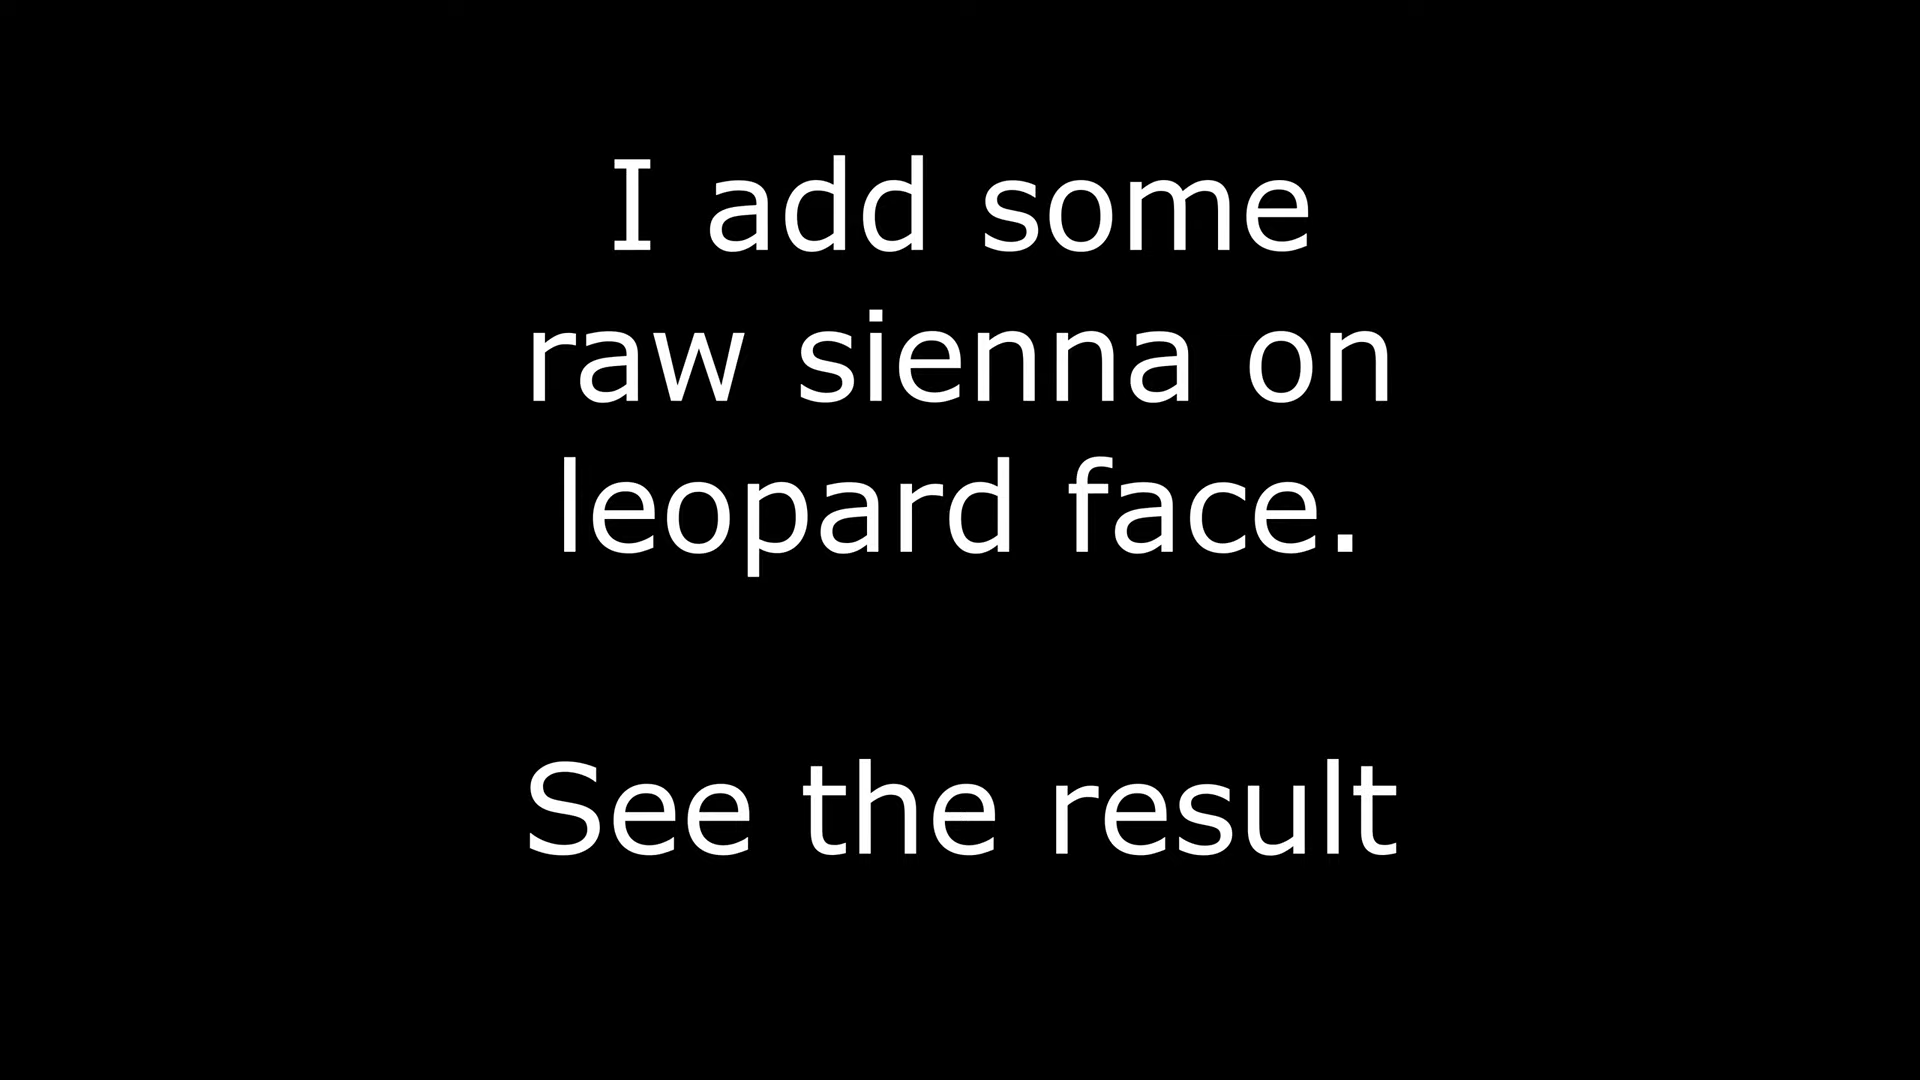 I add some
raw sienna on
leopard face.
See the result